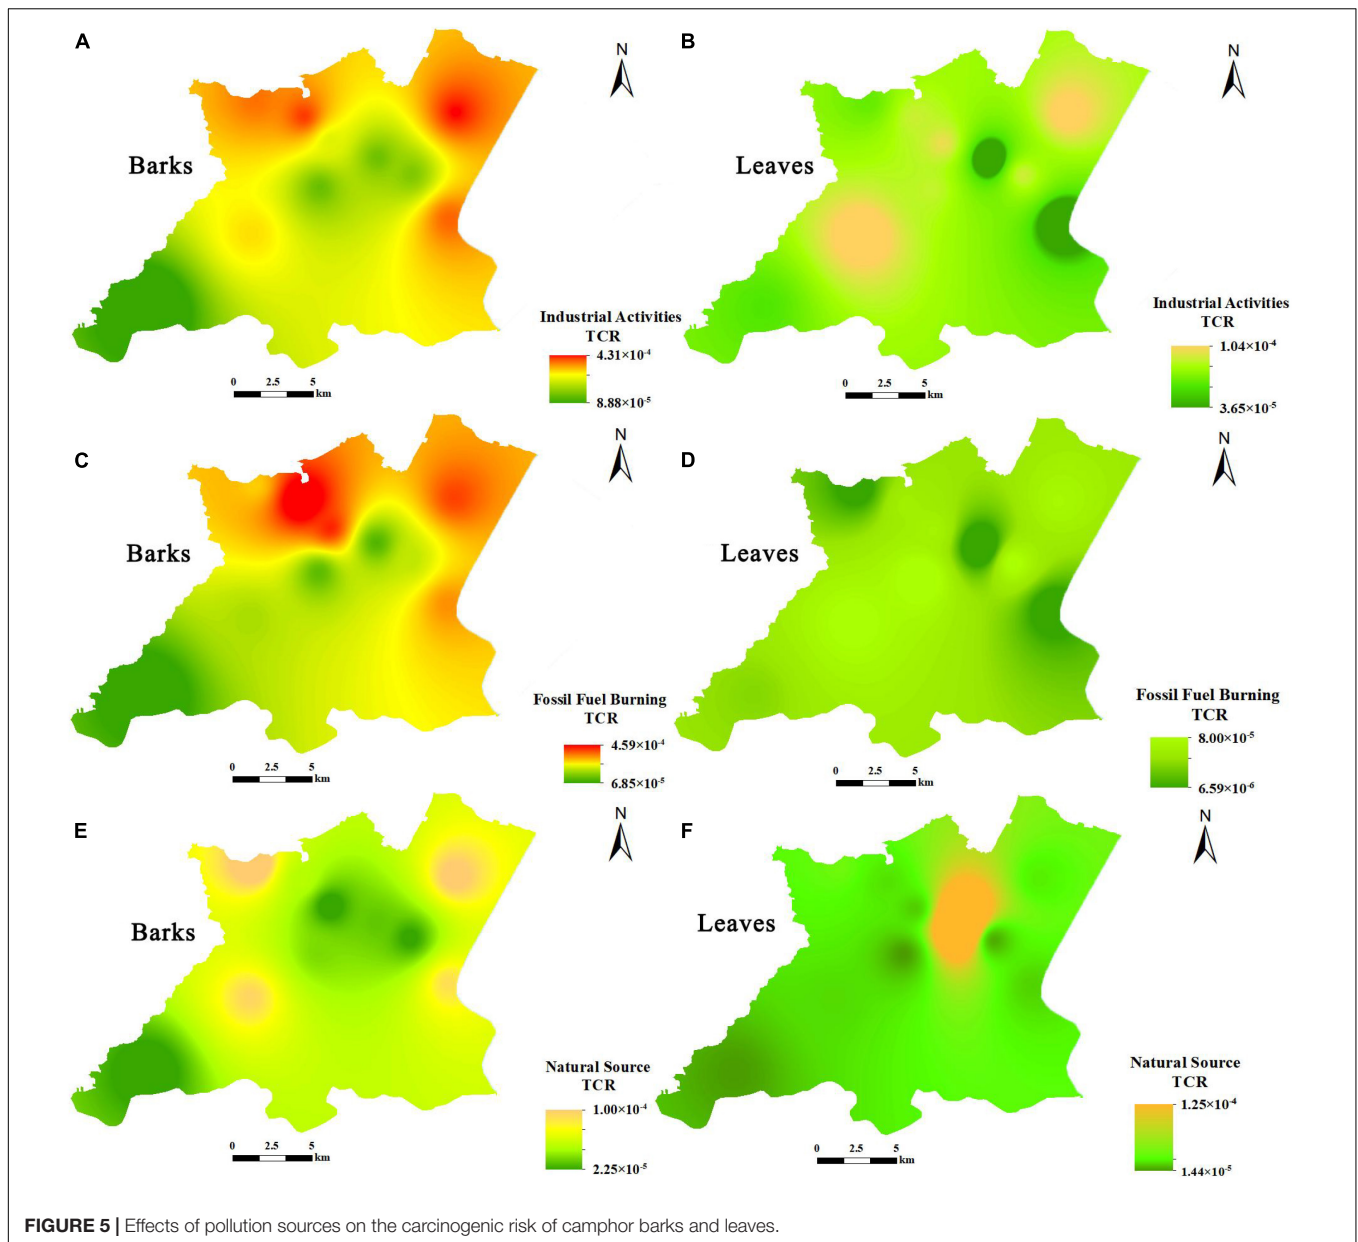 A
N
Barks
Industrial Activities
TCR
4.31×10⁻⁴
8.88×10⁻⁵
0 2.5 5
km
B
N
Leaves
Industrial Activities
TCR
1.04×10⁻⁴
3.65×10⁻⁵
0 2.5 5
km
C
N
Barks
Fossil Fuel Burning
TCR
4.59×10⁻⁴
6.85×10⁻⁵
0 2.5 5
km
D
N
Leaves
Fossil Fuel Burning
TCR
8.00×10⁻⁵
6.59×10⁻⁶
0 2.5 5
km
E
N
Barks
Natural Source
TCR
1.00×10⁻⁴
2.25×10⁻⁵
0 2.5 5
km
F
N
Leaves
Natural Source
TCR
1.25×10⁻⁴
1.44×10⁻⁵
0 2.5 5
km
FIGURE 5 | Effects of pollution sources on the carcinogenic risk of camphor barks and leaves.